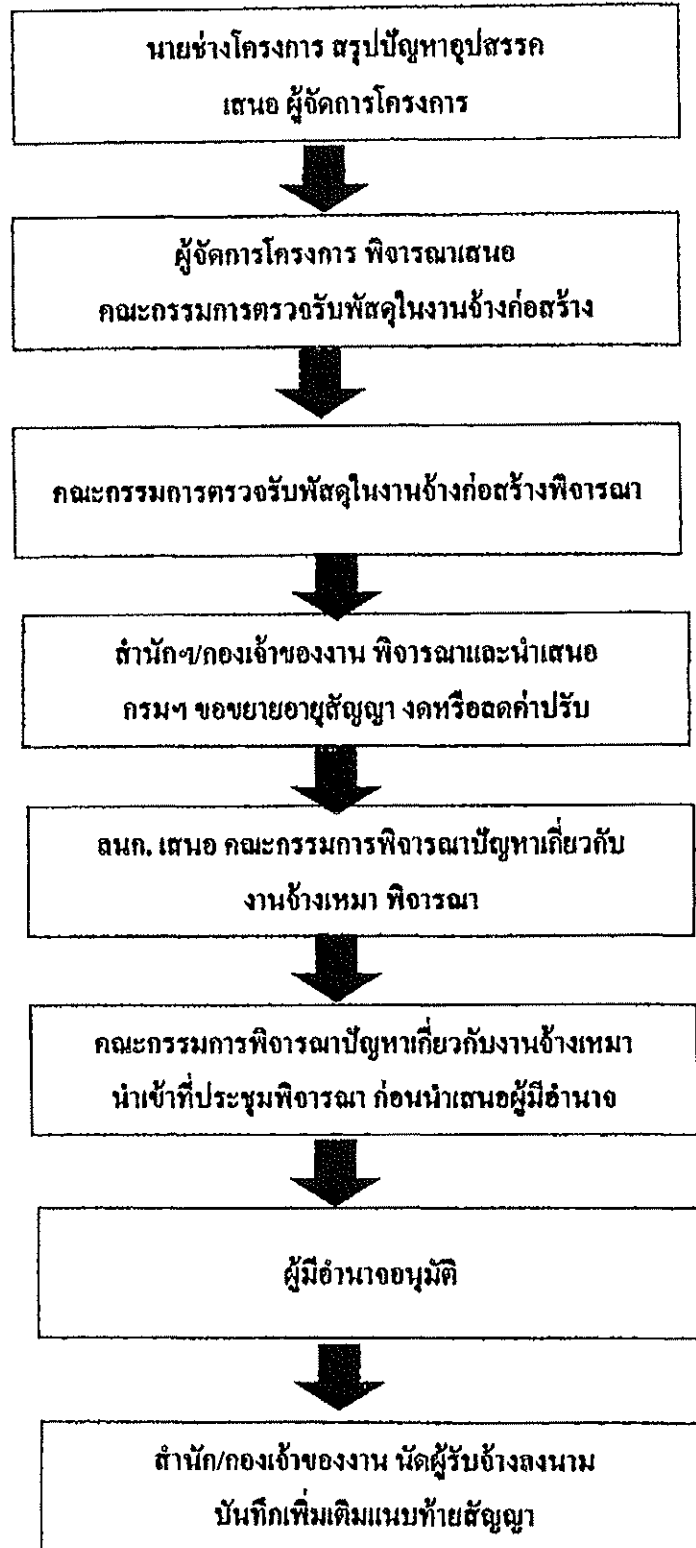 นายช่างโครงการ สรุปปัญหาอุปสรรค
เสนอ ผู้จัดการโครงการ
ผู้จัดการโครงการ พิจารณาเสนอ
คณะกรรมการตรวจรับพัสดุในงานจ้างก่อสร้าง
คณะกรรมการตรวจรับพัสดุในงานจ้างก่อสร้างพิจารณา
สำนักฯ/กองเจ้าของงาน พิจารณาและนำเสนอ
กรมฯ ขอขยายอายุสัญญา งดหรือลดค่าปรับ
ลนก. เสนอ คณะกรรมการพิจารณาปัญหาเกี่ยวกับ
งานจ้างเหมา พิจารณา
คณะกรรมการพิจารณาปัญหาเกี่ยวกับงานจ้างเหมา
นำเข้าที่ประชุมพิจารณา ก่อนนำเสนอผู้มีอำนาจ
ผู้มีอำนาจอนุมัติ
สำนัก/กองเจ้าของงาน นัดผู้รับจ้างลงนาม
บันทึกเพิ่มเติมแนบท้ายสัญญา